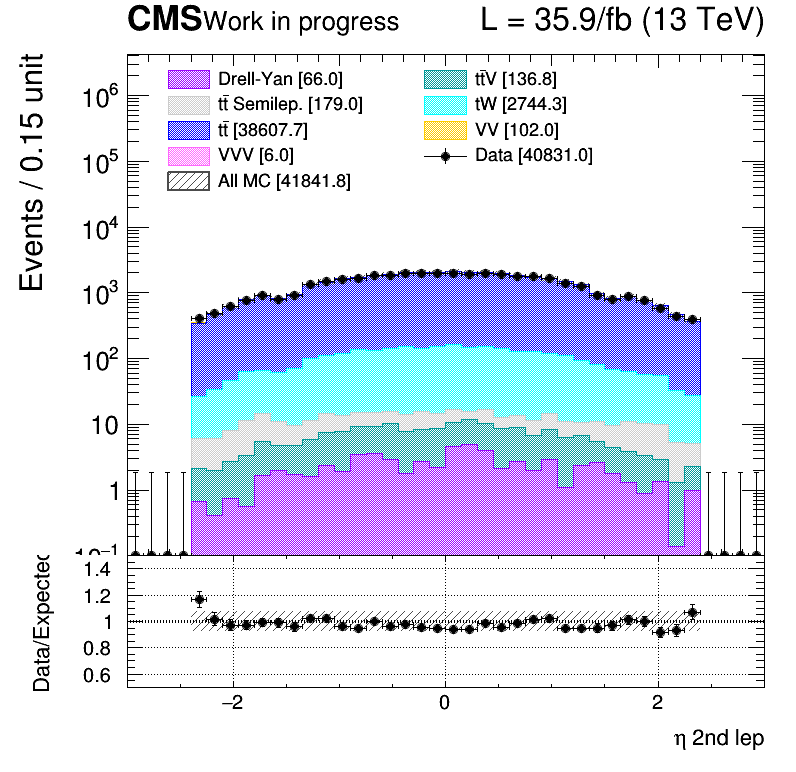 CMS Work in progress L = 35.9/fb (13 TeV)
Events / 0.15 unit
Drell-Yan [66.0] tt̄V [136.8]
tt̄ Semilep. [179.0] tW [2744.3]
tt̄ [38607.7] VV [102.0]
VVV [6.0] Data [40831.0]
All MC [41841.8]
10⁶
10⁵
10⁴
10³
10²
10
1
10⁻¹
Data/Expected
1.4
1.2
1
0.8
0.6
−2 0 2
η 2nd lep